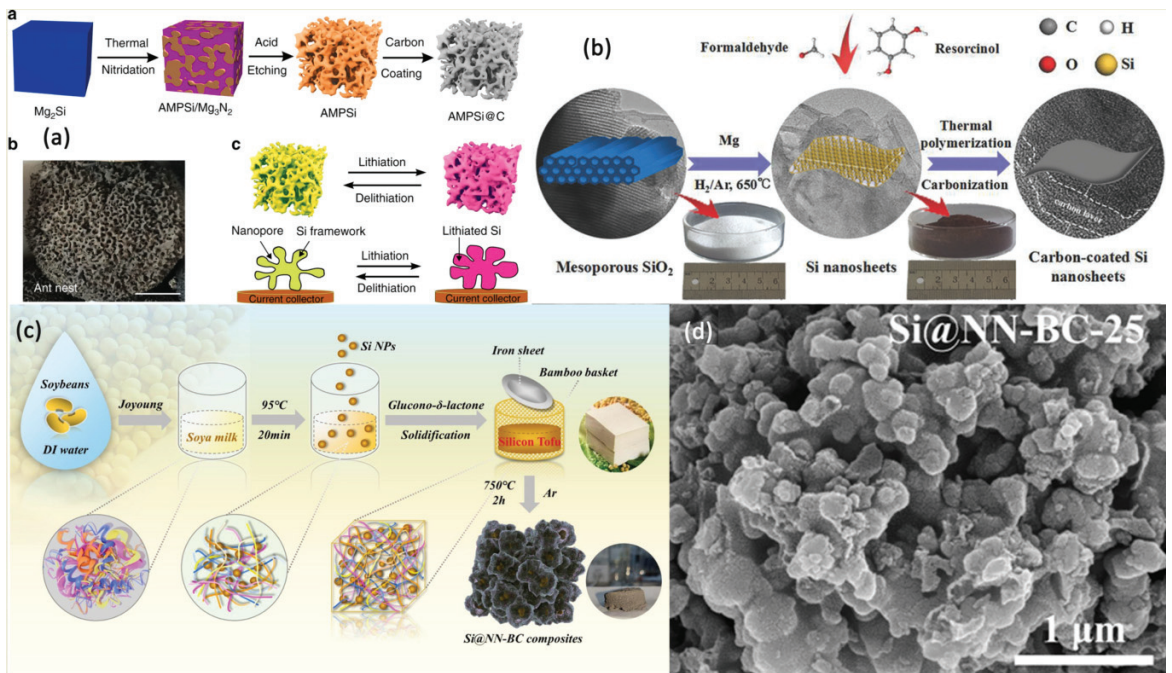 a
Thermal
Nitridation
Acid
Etching
Carbon
Coating
Mg₂Si
AMPSi/Mg₃N₂
AMPSi
AMPSi@C
(a)
b
Ant nest
c
Lithiation
Delithiation
Nanopore
Si framework
Lithiation
Delithiation
Lithiated Si
Current collector
Current collector
(b)
Formaldehyde
Resorcinol
C
H
O
Si
Mg
H₂/Ar, 650℃
Thermal
polymerization
Carbonization
carbon layer
Mesoporous SiO₂
Si nanosheets
Carbon-coated Si
nanosheets
(c)
Soybeans
DI water
Joyoung
Soya milk
95℃
20min
Si NPs
Glucono-δ-lactone
Solidification
Iron sheet
Bamboo basket
Silicon Tofu
750℃
2h
Ar
Si@NN-BC composites
(d)
Si@NN-BC-25
1 μm